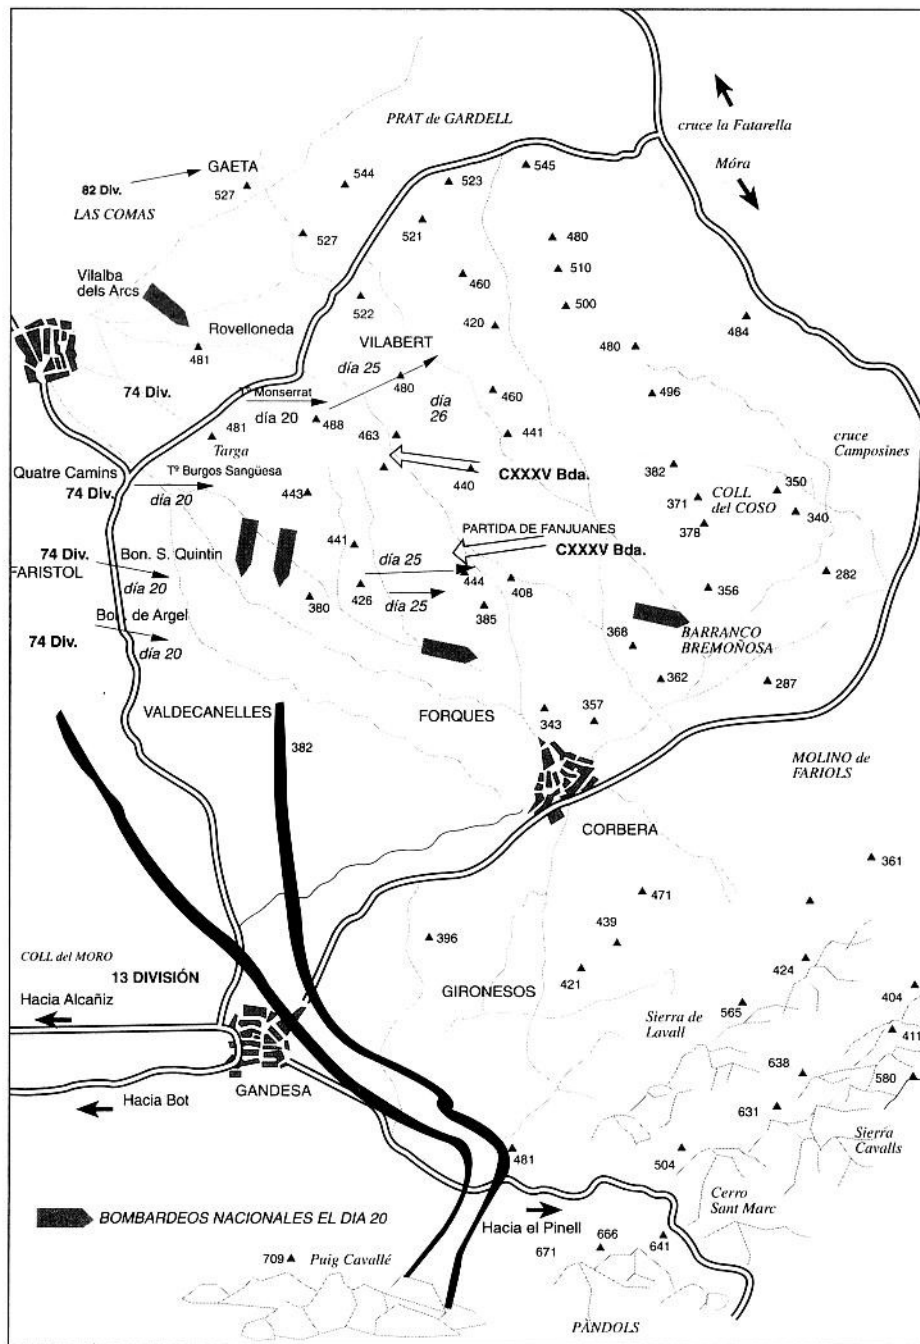 PRAT de GARDELL
cruce la Fatarella
Móra
GAETA
82 Div.
LAS COMAS
527
544
523
545
527
521
480
510
460
500
Vilalba
dels Arcs
522
420
484
Rovelloneda
481
VILABERT
480
día 25
480
74 Div.
Tº Monserrat
día 20
488
día
26
460
496
481
Targa
463
441
cruce
Camposines
Quatre Camins
Tº Burgos Sangüesa
74 Div.
día 20
443
440
CXXXV Bda.
382
371
COLL
del COSO
350
340
378
PARTIDA DE FANJUANES
CXXXV Bda.
441
74 Div.
Bon. S. Quintin
FARISTOL
día 20
día 25
444
408
282
426
día 25
356
380
385
Bon. de Argel
74 Div.
día 20
368
BARRANCO
BREMOÑOSA
362
287
VALDECANELLES
FORQUES
357
343
382
MOLINO de
FARIOLS
CORBERA
361
471
439
396
421
424
COLL del MORO
13 DIVISIÓN
GIRONESOS
404
Hacia Alcañiz
Sierra de
Lavall
565
411
638
580
GANDESA
Hacia Bot
631
Sierra
Cavalls
481
504
Cerro
Sant Marc
BOMBARDEOS NACIONALES EL DIA 20
Hacia el Pinell
671
666
641
709
Puig Cavallé
PÀNDOLS